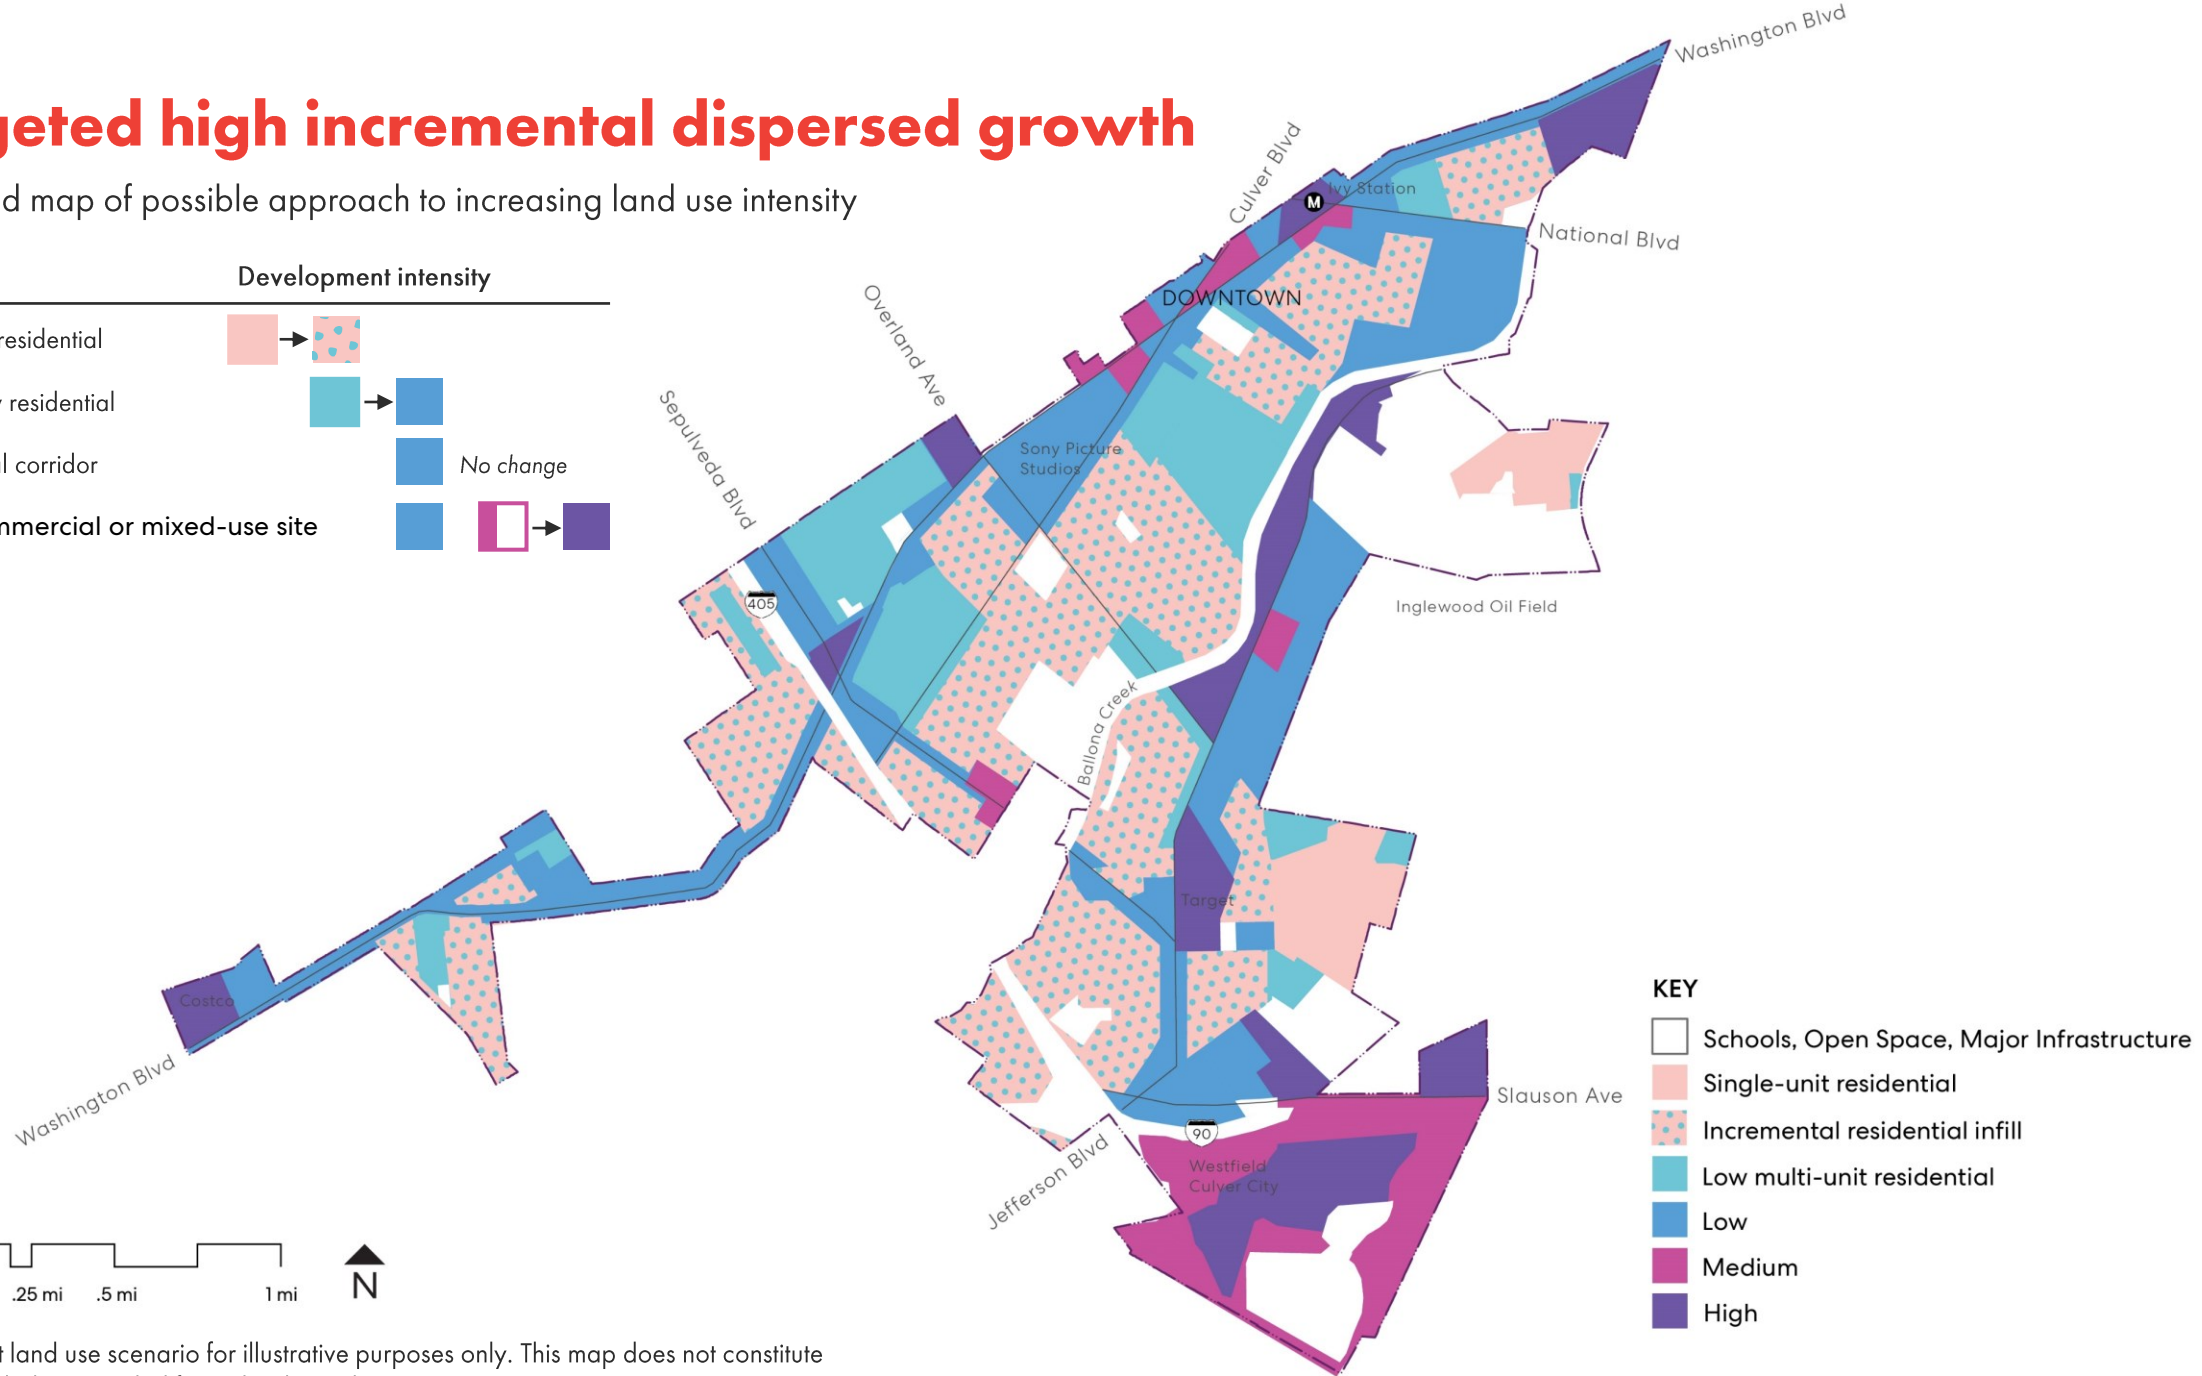 geted high incremental dispersed growth
d map of possible approach to increasing land use intensity
Development intensity
residential
residential
l corridor
No change
mmercial or mixed-use site
Washington Blvd
Culver Blvd
Ivy Station
M
National Blvd
DOWNTOWN
Overland Ave
Sepulveda Blvd
Sony Picture
Studios
405
Inglewood Oil Field
Ballona Creek
Target
Costco
Washington Blvd
Slauson Ave
90
Jefferson Blvd
Westfield
Culver City
KEY
Schools, Open Space, Major Infrastructure
Single-unit residential
Incremental residential infill
Low multi-unit residential
Low
Medium
High
.25 mi .5 mi 1 mi
N
t land use scenario for illustrative purposes only. This map does not constitute